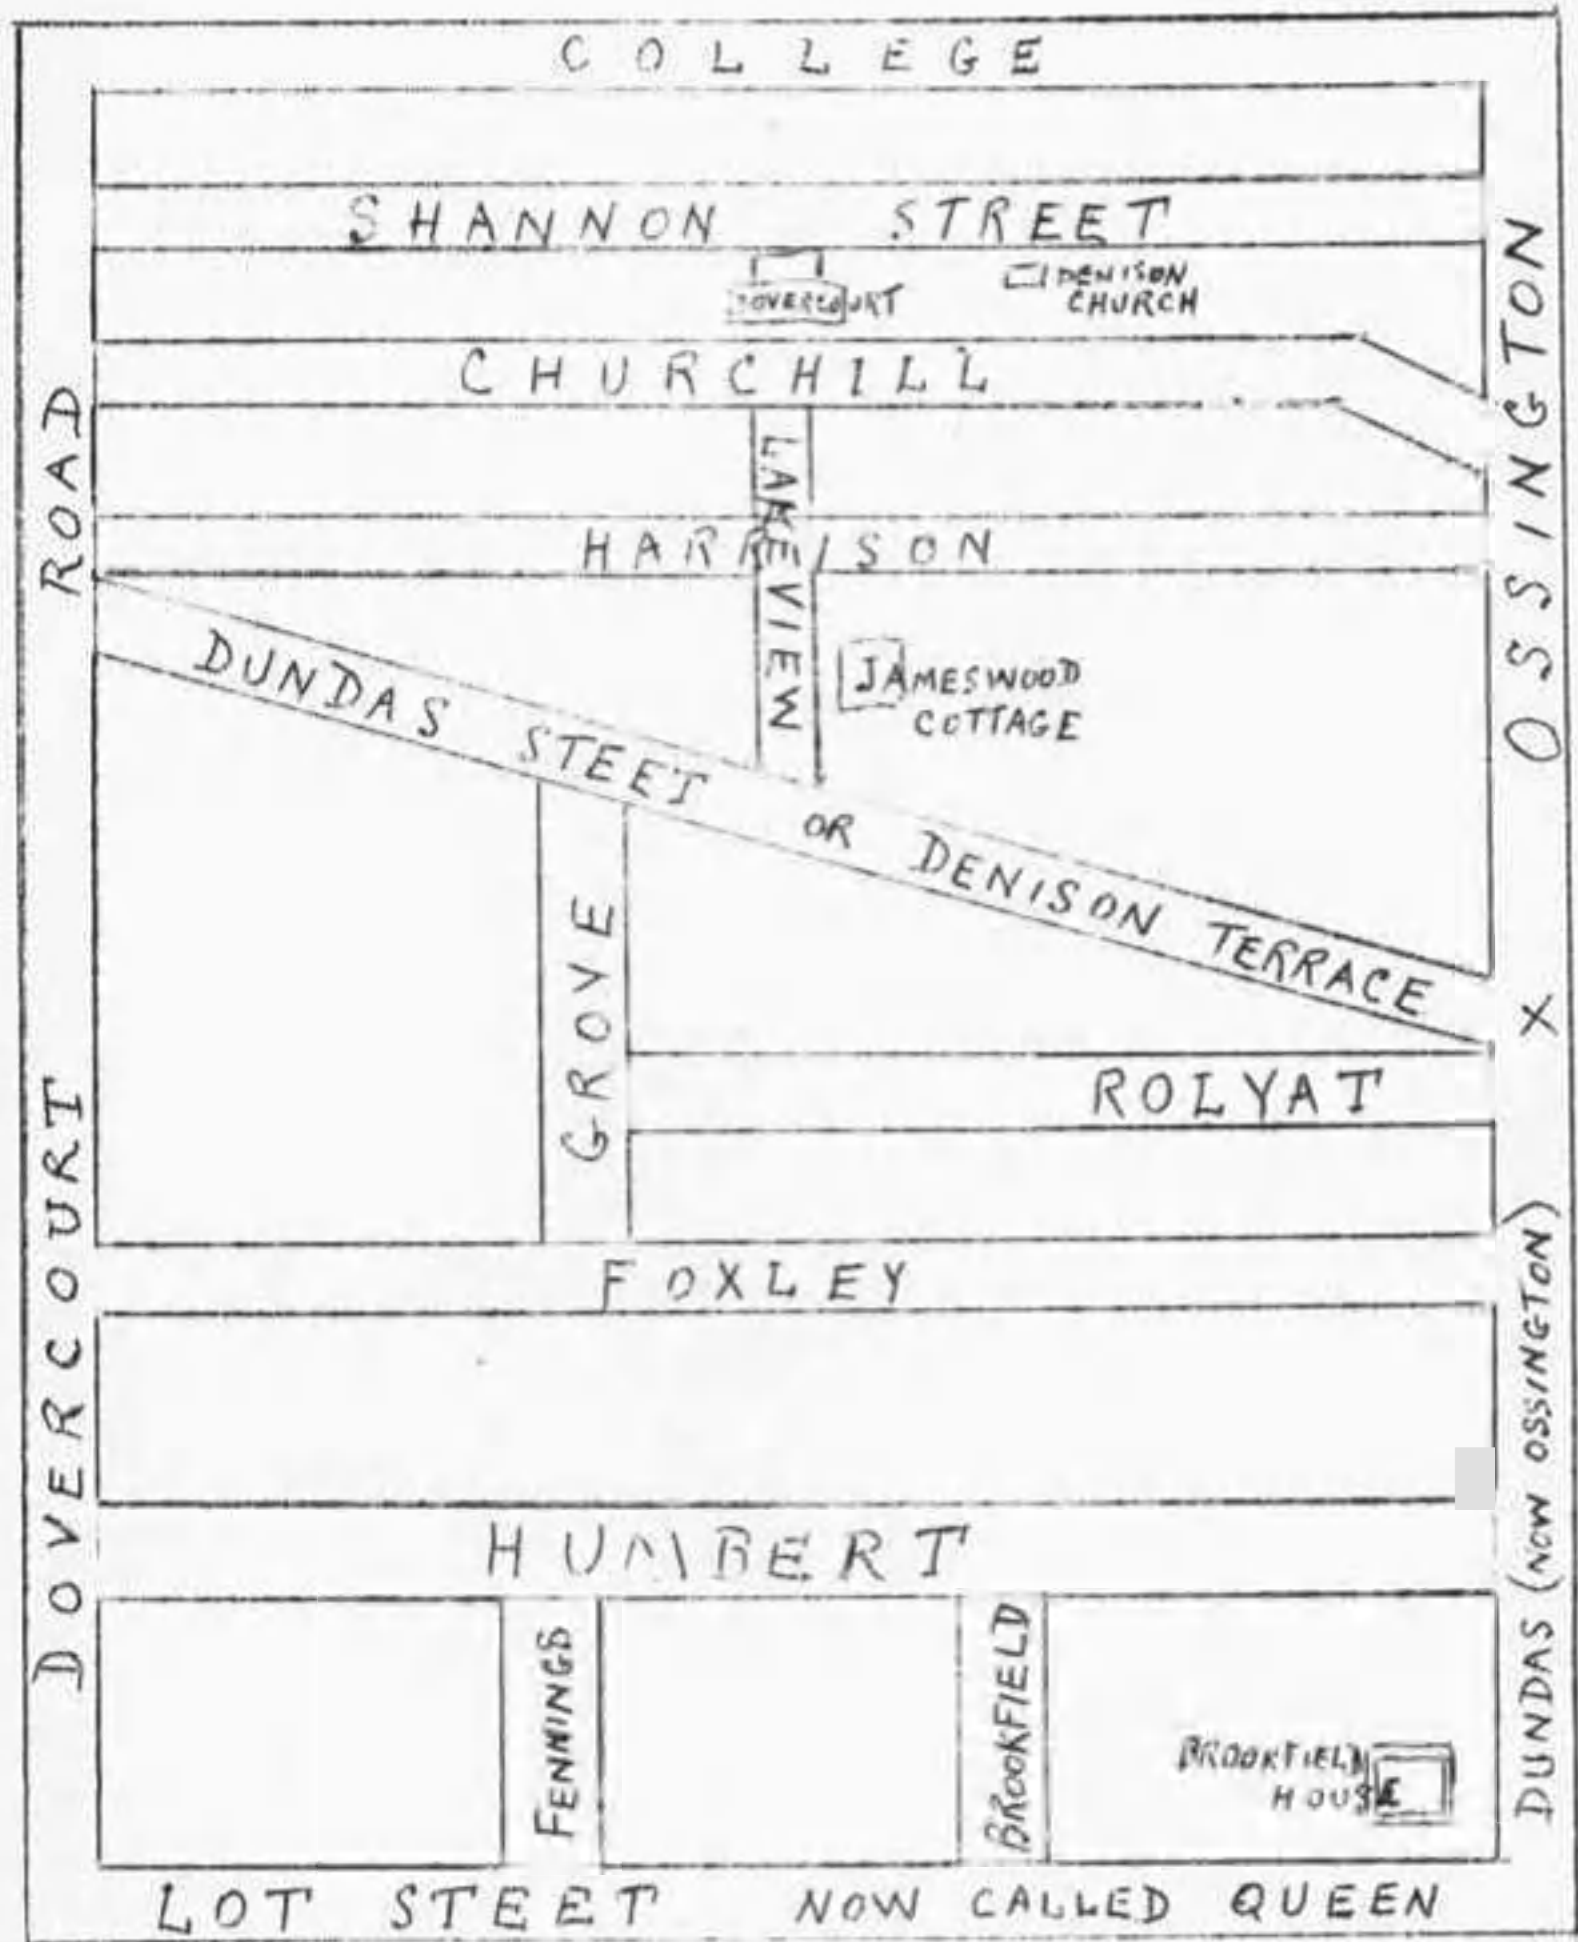 COLLEGE
SHANNON STREET
DOVERCOURT
DENISON
CHURCH
CHURCHILL
LAKEVIEW
HARRISON
JAMESWOOD
COTTAGE
DUNDAS STEET OR DENISON TERRACE
GROVE
ROLYAT
FOXLEY
HUMBERT
FENNINGS
BROOKFIELD
BROOKFIELD
HOUSE
LOT STEET NOW CALLED QUEEN
DOVERCOURT ROAD
OSSINGTON
X
DUNDAS (NOW OSSINGTON)